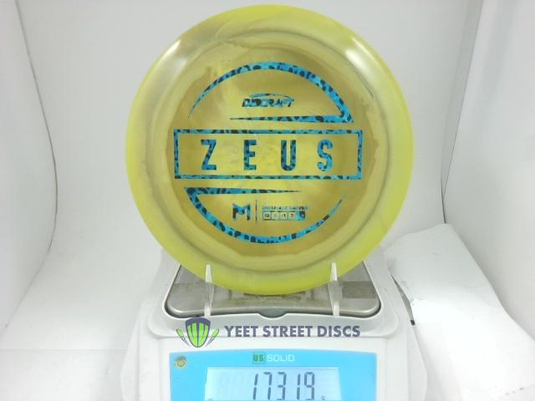 DISCRAFT
ZEUS
YEET STREET DISCS
US SOLID
173.19